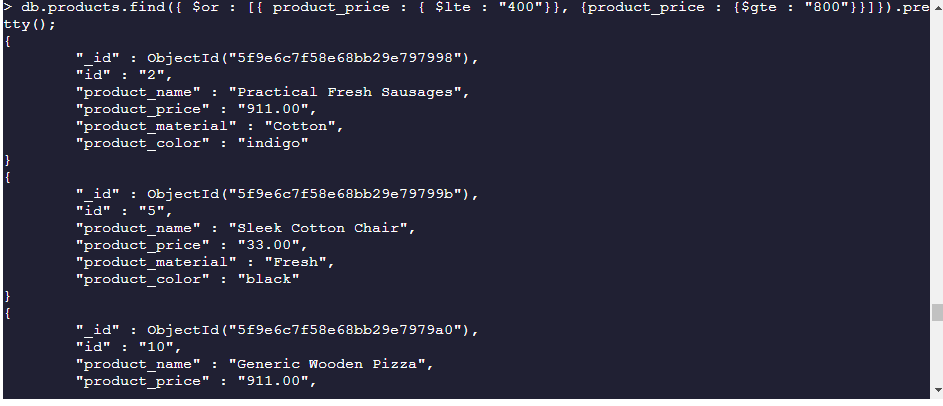 > db.products.find({ $or : [{ product_price : { $lte : "400"}}, {product_price : {$gte : "800"}}]}).pre
tty();
{
        "_id" : ObjectId("5f9e6c7f58e68bb29e797998"),
        "id" : "2",
        "product_name" : "Practical Fresh Sausages",
        "product_price" : "911.00",
        "product_material" : "Cotton",
        "product_color" : "indigo"
}
{
        "_id" : ObjectId("5f9e6c7f58e68bb29e79799b"),
        "id" : "5",
        "product_name" : "Sleek Cotton Chair",
        "product_price" : "33.00",
        "product_material" : "Fresh",
        "product_color" : "black"
}
{
        "_id" : ObjectId("5f9e6c7f58e68bb29e7979a0"),
        "id" : "10",
        "product_name" : "Generic Wooden Pizza",
        "product_price" : "911.00",